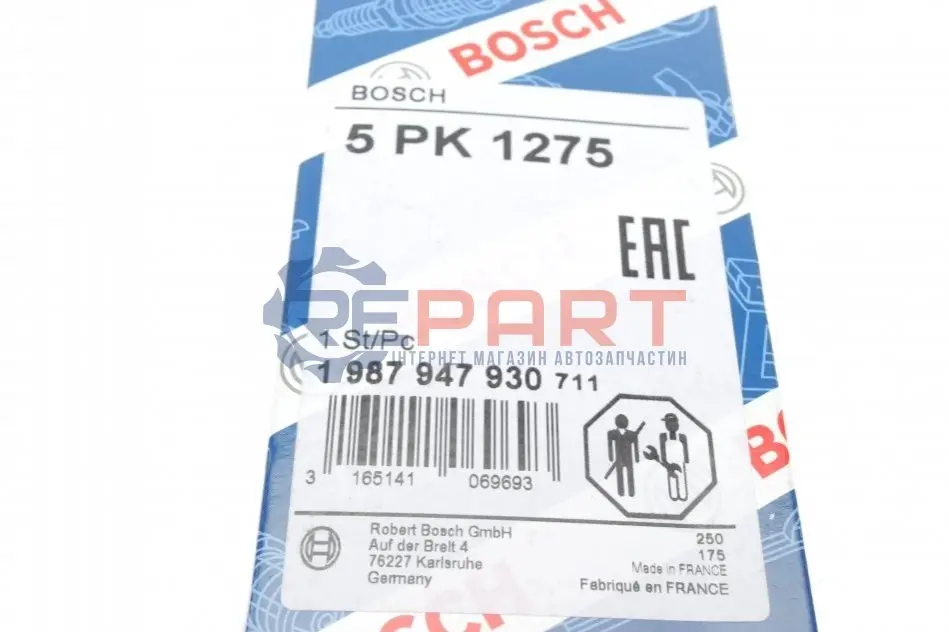 BOSCH
BOSCH
5 PK 1275
EAC
PEPART
1 St/Pc
ІНТЕРНЕТ МАГАЗИН АВТОЗАПЧАСТИН
1 987 947 930 711
3 165141 069693
Robert Bosch GmbH
Auf der Breit 4
76227 Karlsruhe
Germany
250
175
Made in FRANCE
Fabriqué en FRANCE
B
SCH